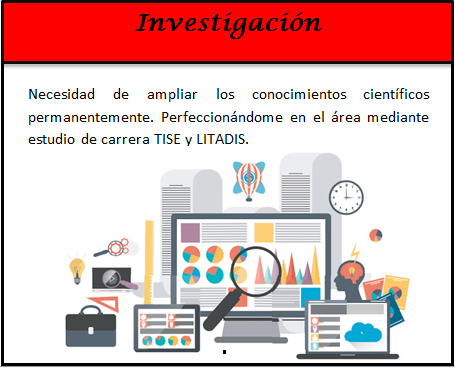 Investigación
Necesidad de ampliar los conocimientos científicos
permanentemente. Perfeccionándome en el área mediante
estudio de carrera TISE y LITADIS.